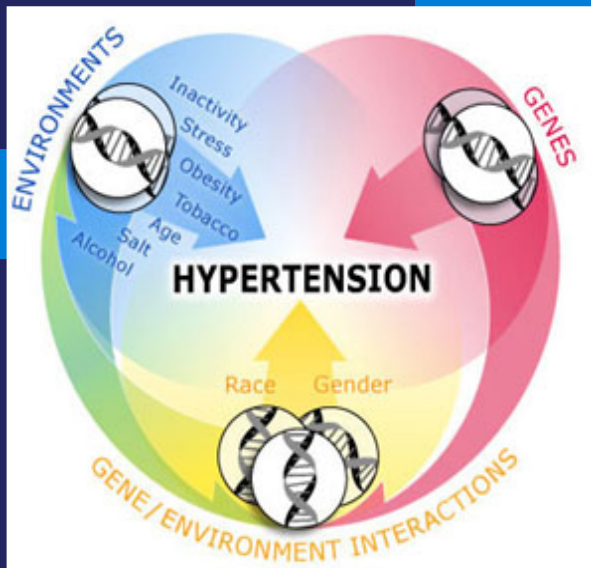 ENVIRONMENTS
Inactivity
Stress
Obesity
Tobacco
Age
Salt
Alcohol
GENES
HYPERTENSION
Race Gender
GENE/ENVIRONMENT INTERACTIONS